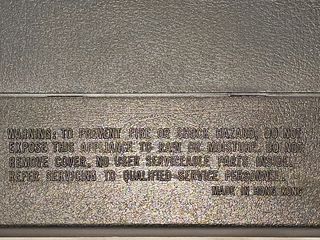 WARNING: TO PREVENT FIRE OR SHOCK HAZARD, DO NOT
EXPOSE THIS APPLIANCE TO RAIN OR MOISTURE. DO NOT
REMOVE COVER. NO USER SERVICEABLE PARTS INSIDE.
REFER SERVICING TO QUALIFIED SERVICE PERSONNEL.
MADE IN HONG KONG